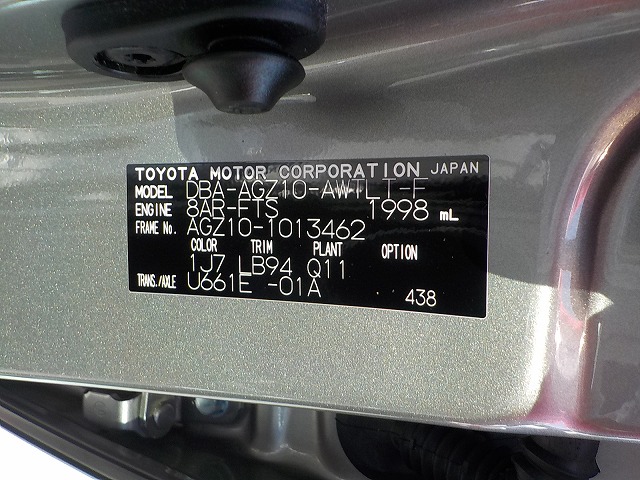 TOYOTA MOTOR CORPORATION JAPAN
MODEL DBA-AGZ10-AWTLT-F
ENGINE 8AR-FTS 1998 mL
FRAME No. AGZ10-1013462
COLOR TRIM PLANT OPTION
1J7 LB94 Q11
TRANS./AXLE U661E -01A
438